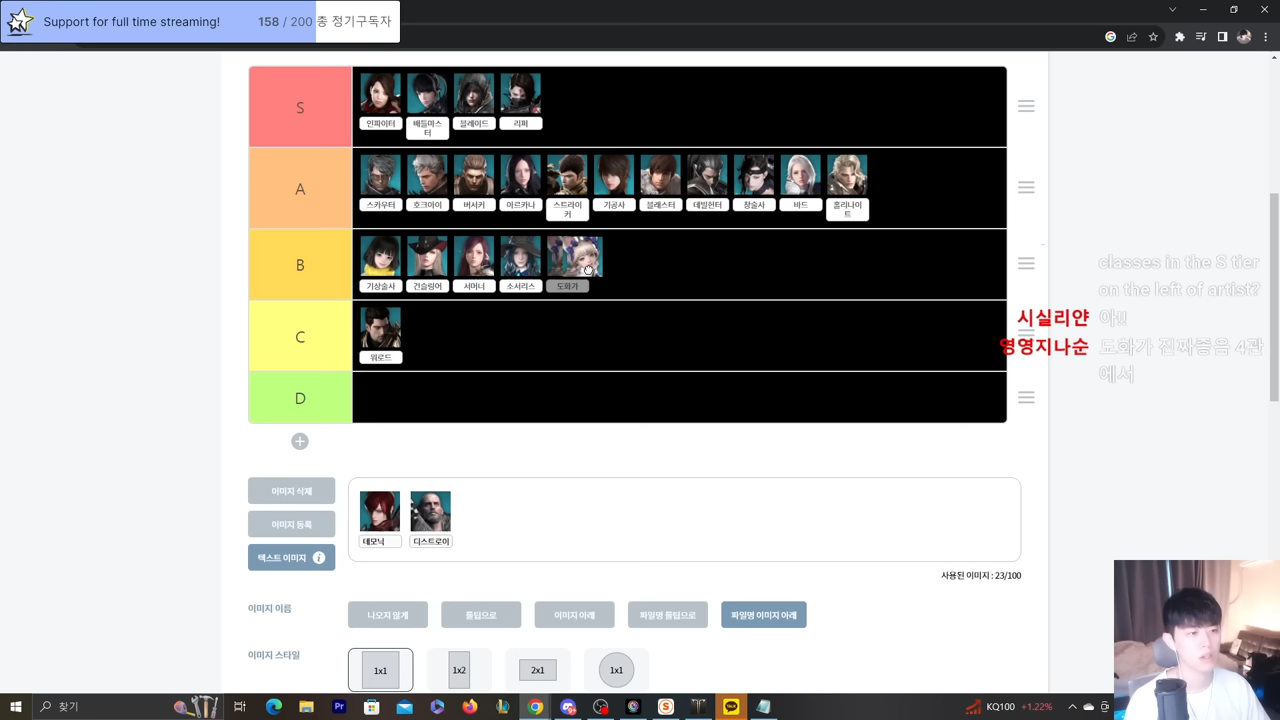 Support for full time streaming!
158 / 200 총 정기구독자
S
인파이터
배틀마스
터
블레이드
리퍼
A
스카우터
호크아이
버서커
아르카나
스트라이
커
기공사
블래스터
데빌헌터
창술사
바드
홀리나이
트
B
기상술사
건슬링어
서머너
소서리스
도화가
C
워로드
D
classes in the S tier
on the left of artist?
시실리얀 아!!
영영지나순 도화가 진짜좋음 4관
에서
이미지 삭제
이미지 등록
텍스트 이미지
데모닉
디스트로이
사용된 이미지 : 23/100
이미지 이름
나오지 않게
툴팁으로
이미지 아래
파일명 툴팁으로
파일명 이미지 아래
이미지 스타일
1x1
1x2
2x1
1x1
찾기
KQ100 +1.22%